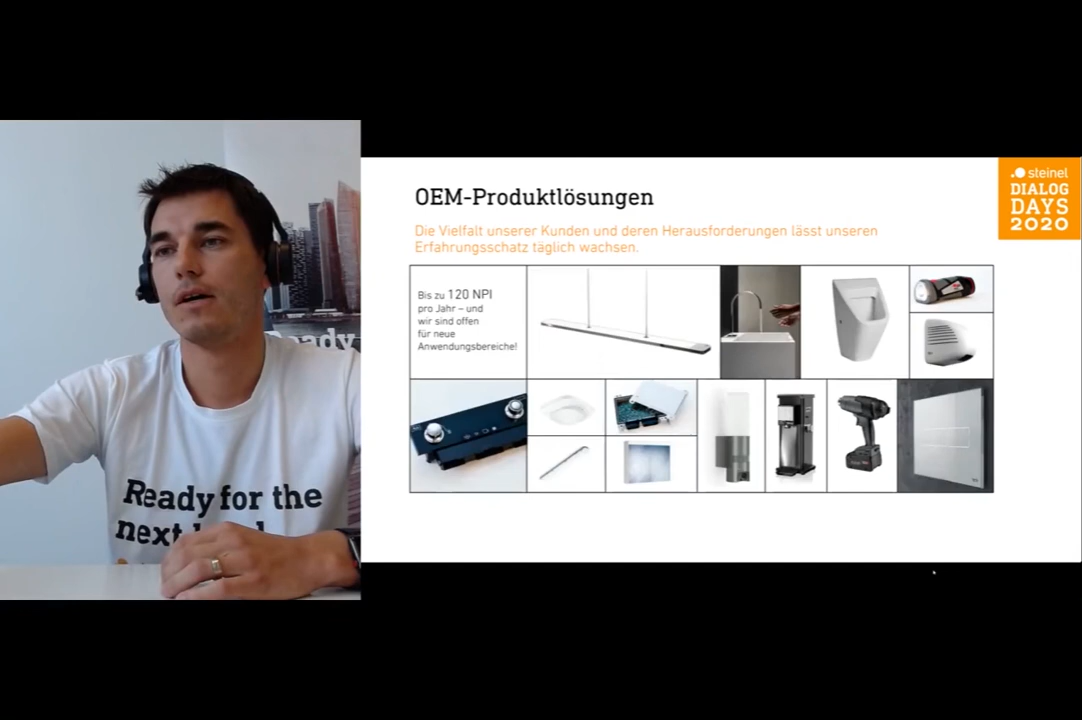 OEM-Produktlösungen
Die Vielfalt unserer Kunden und deren Herausforderungen lässt unseren
Erfahrungsschatz täglich wachsen.
Bis zu 120 NPI
pro Jahr – und
wir sind offen
für neue
Anwendungsbereiche!
steinel
DIALOG
DAYS
2020
Ready for the
next